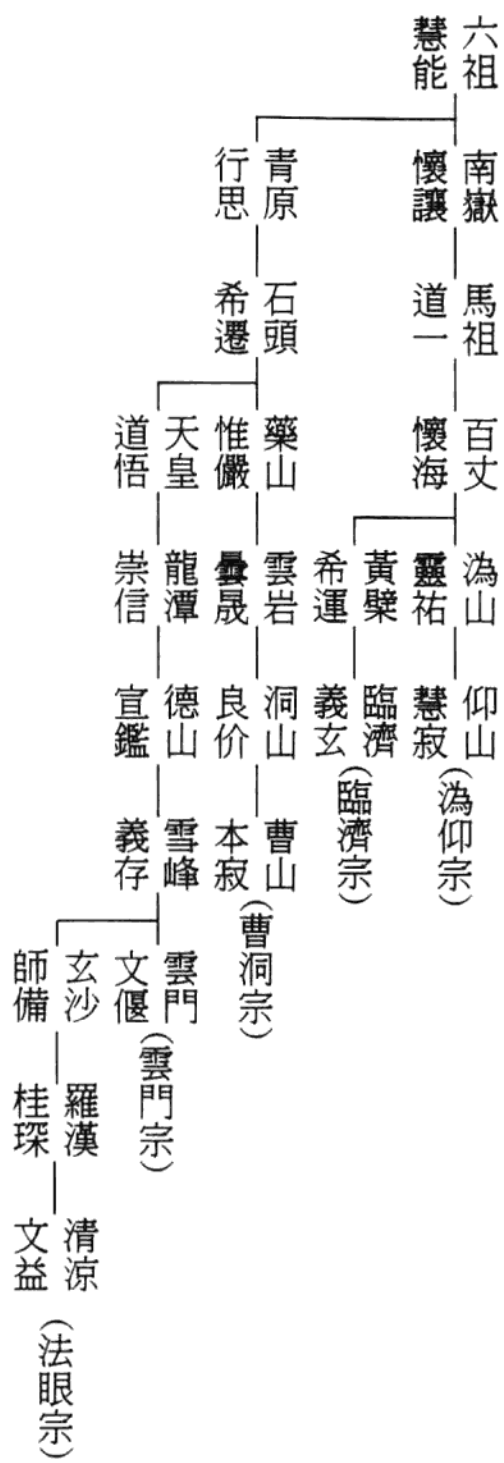 六祖
慧能
南嶽
懷讓
馬祖
道一
百丈
懷海
溈山
靈祐
仰山
慧寂
(溈仰宗)
黃檗
希運
臨濟
義玄
(臨濟宗)
青原
行思
石頭
希遷
藥山
惟儼
雲岩
曇晟
洞山
良价
曹山
本寂
(曹洞宗)
天皇
道悟
龍潭
崇信
德山
宣鑑
雪峰
義存
雲門
文偃
(雲門宗)
玄沙
師備
羅漢
桂琛
清涼
文益
(法眼宗)